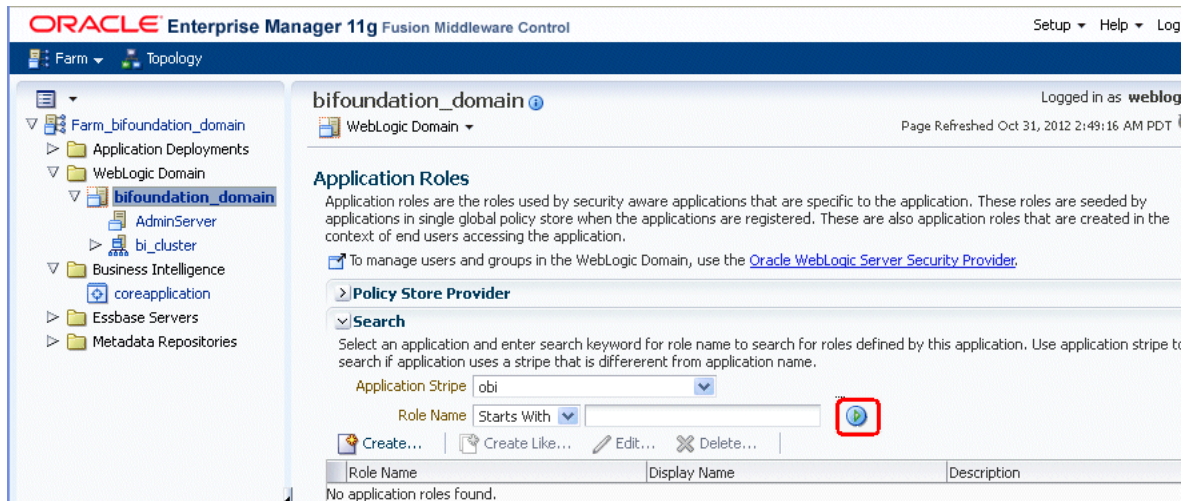 ORACLE Enterprise Manager 11g Fusion Middleware Control
Setup Help Log
Farm Topology
Farm_bifoundation_domain
Application Deployments
WebLogic Domain
bifoundation_domain
AdminServer
bi_cluster
Business Intelligence
coreapplication
Essbase Servers
Metadata Repositories
bifoundation_domain
Logged in as weblog
WebLogic Domain
Page Refreshed Oct 31, 2012 2:49:16 AM PDT
Application Roles
Application roles are the roles used by security aware applications that are specific to the application. These roles are seeded by
applications in single global policy store when the applications are registered. These are also application roles that are created in the
context of end users accessing the application.
To manage users and groups in the WebLogic Domain, use the Oracle WebLogic Server Security Provider.
Policy Store Provider
Search
Select an application and enter search keyword for role name to search for roles defined by this application. Use application stripe to
search if application uses a stripe that is differerent from application name.
Application Stripe obi
Role Name Starts With
Create... Create Like... Edit... Delete...
Role Name Display Name Description
No application roles found.